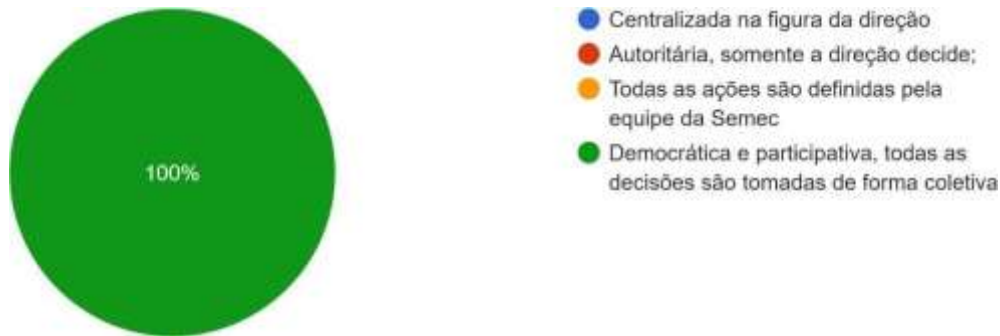 Centralizada na figura da direção
Autoritária, somente a direção decide;
Todas as ações são definidas pela
equipe da Semec
Democrática e participativa, todas as
decisões são tomadas de forma coletiva
100%